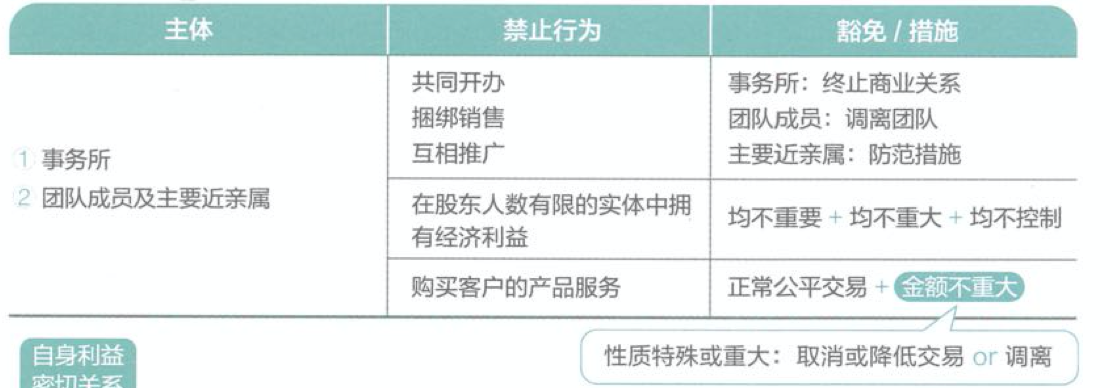 主体 禁止行为 豁免 / 措施
1 事务所
2 团队成员及主要近亲属
共同开办
捆绑销售
互相推广
事务所：终止商业关系
团队成员：调离团队
主要近亲属：防范措施
在股东人数有限的实体中拥
有经济利益
均不重要 + 均不重大 + 均不控制
购买客户的产品服务
正常公平交易 + 金额不重大
性质特殊或重大：取消或降低交易 or 调离
自身利益
密切关系